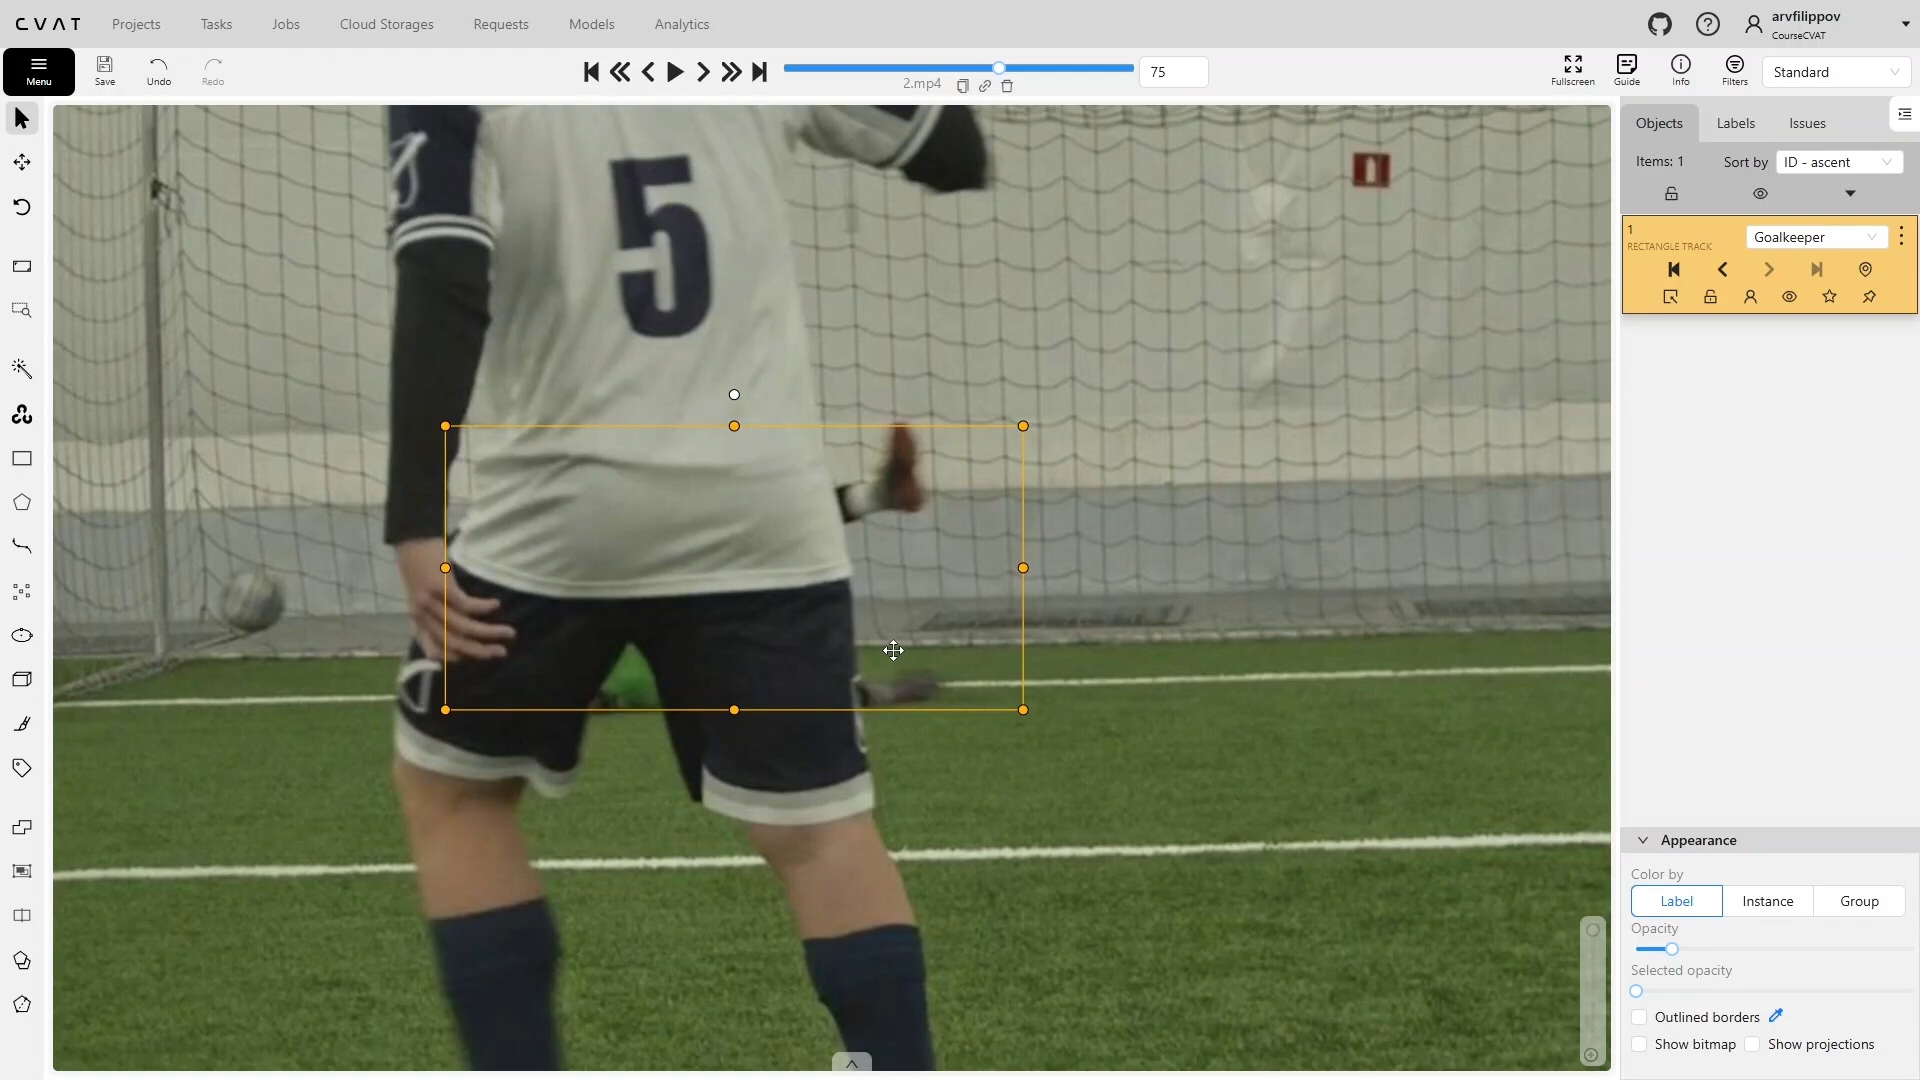 CVAT Projects Tasks Jobs Cloud Storages Requests Models Analytics arvfilippov
CourseCVAT
Menu Save Undo Redo 2.mp4 75 Fullscreen Guide Info Filters Standard
Objects Labels Issues
Items: 1 Sort by ID - ascent
1
RECTANGLE TRACK Goalkeeper
5
Appearance
Color by
Label Instance Group
Opacity
Selected opacity
Outlined borders
Show bitmap Show projections